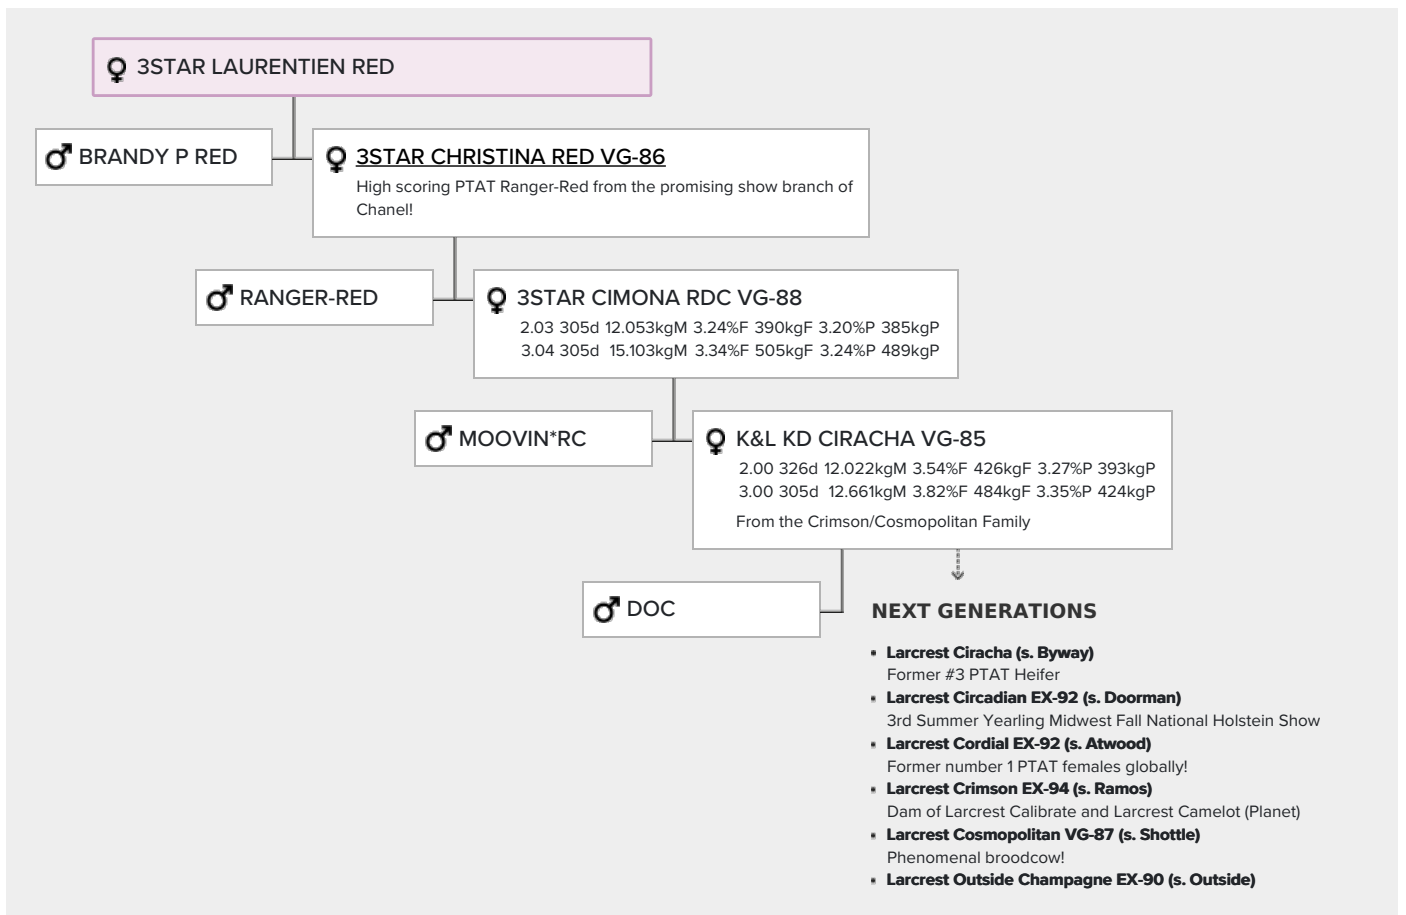 3STAR LAURENTIEN RED
BRANDY P RED
3STAR CHRISTINA RED VG-86
High scoring PTAT Ranger-Red from the promising show branch of
Chanel!
RANGER-RED
3STAR CIMONA RDC VG-88
2.03 305d 12.053kgM 3.24%F 390kgF 3.20%P 385kgP
3.04 305d 15.103kgM 3.34%F 505kgF 3.24%P 489kgP
MOOVIN*RC
K&L KD CIRACHA VG-85
2.00 326d 12.022kgM 3.54%F 426kgF 3.27%P 393kgP
3.00 305d 12.661kgM 3.82%F 484kgF 3.35%P 424kgP
From the Crimson/Cosmopolitan Family
DOC
NEXT GENERATIONS
Larcrest Ciracha (s. Byway)
Former #3 PTAT Heifer
Larcrest Circadian EX-92 (s. Doorman)
3rd Summer Yearling Midwest Fall National Holstein Show
Larcrest Cordial EX-92 (s. Atwood)
Former number 1 PTAT females globally!
Larcrest Crimson EX-94 (s. Ramos)
Dam of Larcrest Calibrate and Larcrest Camelot (Planet)
Larcrest Cosmopolitan VG-87 (s. Shottle)
Phenomenal broodcow!
Larcrest Outside Champagne EX-90 (s. Outside)